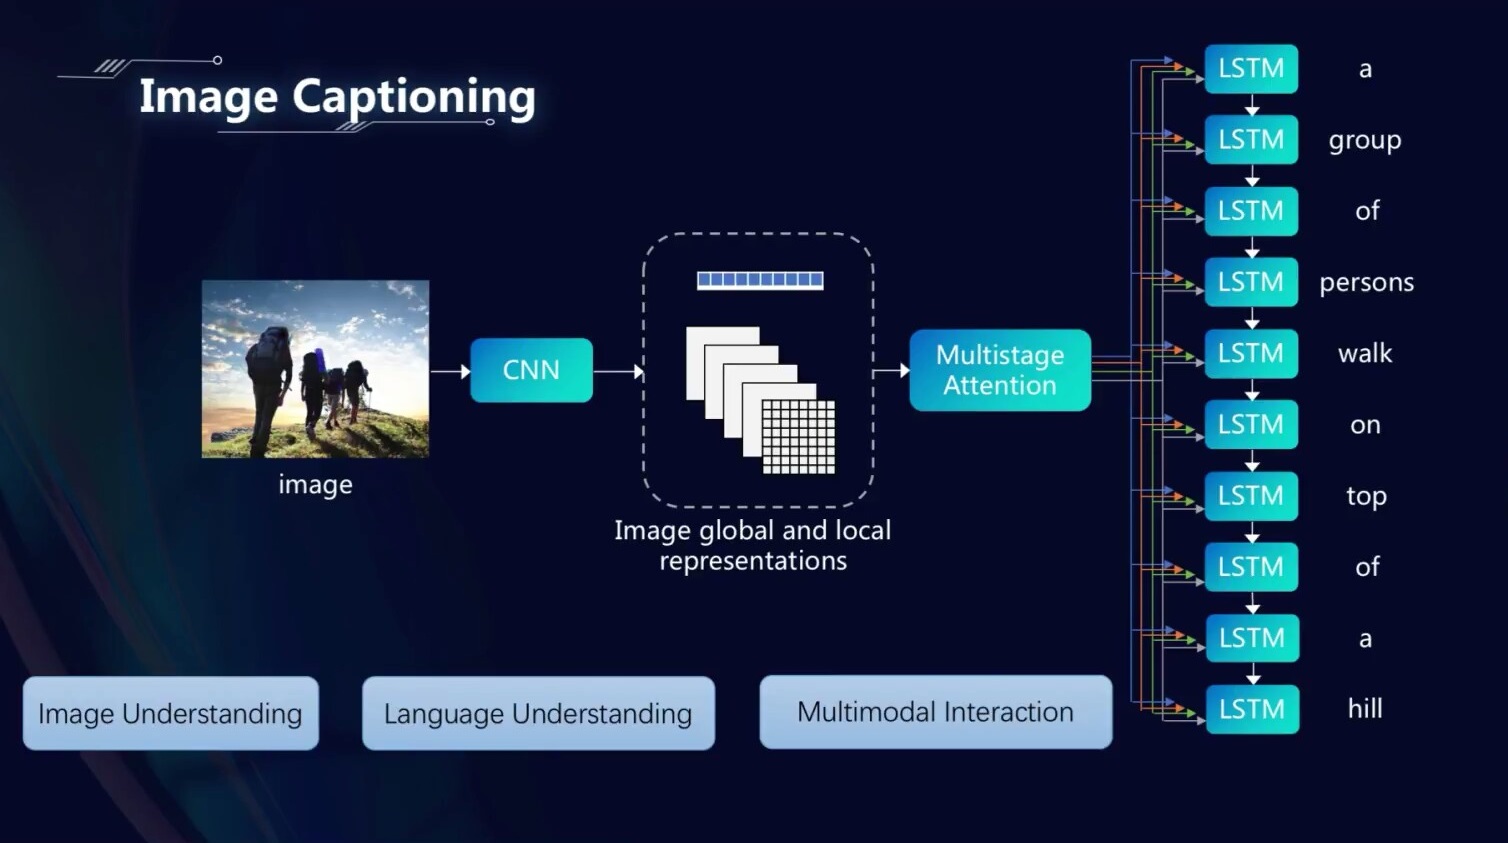 Image Captioning
image
CNN
Image global and local
representations
Multistage
Attention
LSTM a
LSTM group
LSTM of
LSTM persons
LSTM walk
LSTM on
LSTM top
LSTM of
LSTM a
LSTM hill
Image Understanding
Language Understanding
Multimodal Interaction